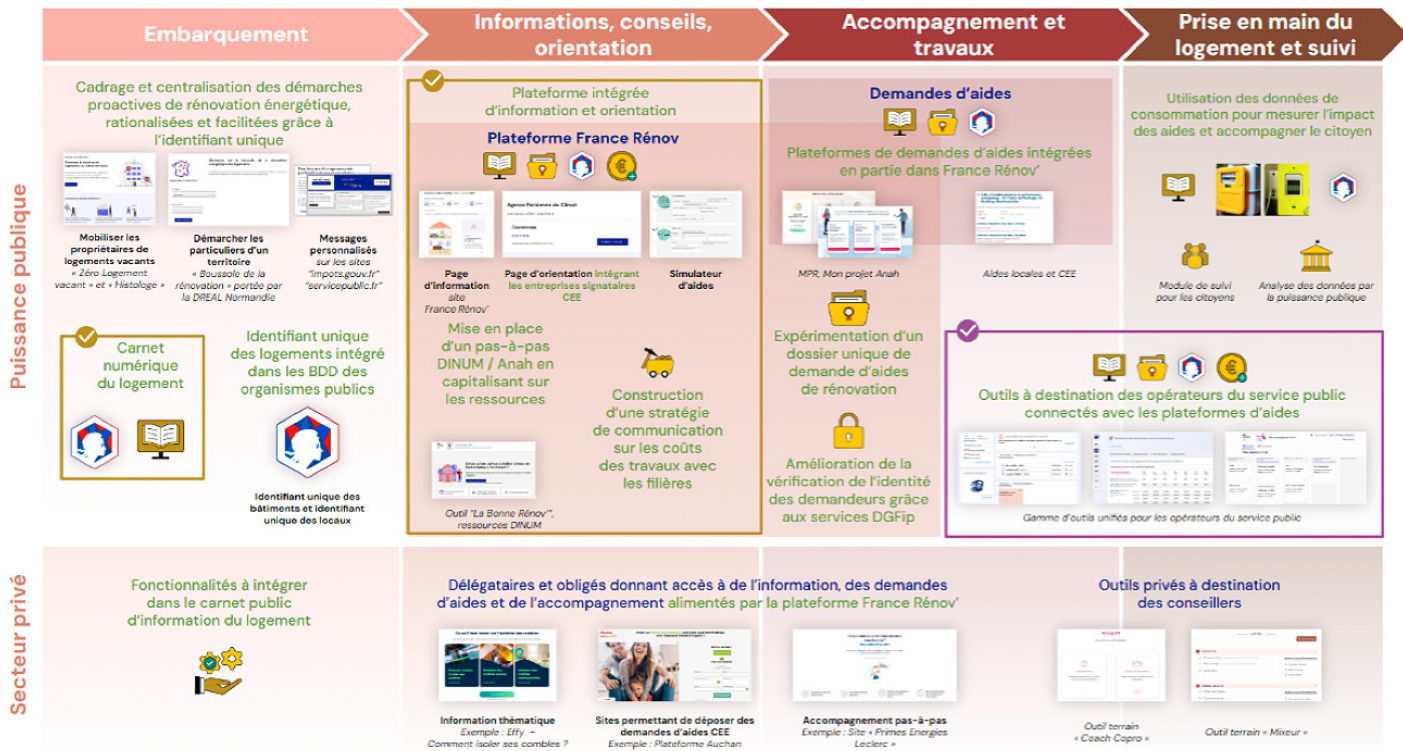 Embarquement
Informations, conseils,
orientation
Accompagnement et
travaux
Prise en main du
logement et suivi
Puissance publique
Cadrage et centralisation des démarches
proactives de rénovation énergétique,
rationalisées et facilitées grâce à
l'identifiant unique
Mobiliser les
propriétaires de
logements vacants
« Zéro Logement
vacant » et « Histologe »
Démarcher les
particuliers d'un
territoire
« Boussole de la
rénovation » portée par
la DREAL Normandie
Messages
personnalisés
sur les sites
"impots.gouv.fr"
"servicepublic.fr"
Carnet
numérique
du logement
Identifiant unique
des logements intégré
dans les BDD des
organismes publics
Identifiant unique des
bâtiments et identifiant
unique des locaux
Plateforme intégrée
d'information et orientation
Plateforme France Rénov
Agence Parisienne du Climat
Page
d'information
site
France Rénov'
Page d'orientation intégrant
les entreprises signataires
CEE
Simulateur
d'aides
Mise en place
d'un pas-à-pas
DINUM / Anah en
capitalisant sur
les ressources
Outil "La Bonne Rénov'",
ressources DINUM
Construction
d'une stratégie
de communication
sur les coûts
des travaux avec
les filières
Demandes d'aides
Plateformes de demandes d'aides intégrées
en partie dans France Rénov'
MPR, Mon projet Anah
Aides locales et CEE
Expérimentation d'un
dossier unique de
demande d'aides
de rénovation
Amélioration de la
vérification de l'identité
des demandeurs grâce
aux services DGFip
Utilisation des données de
consommation pour mesurer l'impact
des aides et accompagner le citoyen
Module de suivi
pour les citoyens
Analyse des données par
la puissance publique
Outils à destination des opérateurs du service public
connectés avec les plateformes d'aides
Gamme d'outils unifiés pour les opérateurs du service public
Secteur privé
Fonctionnalités à intégrer
dans le carnet public
d'information du logement
Délégataires et obligés donnant accès à de l'information, des demandes
d'aides et de l'accompagnement alimentés par la plateforme France Rénov'
Information thématique
Exemple : Effy –
Comment isoler ses combles ?
Sites permettant de déposer des
demandes d'aides CEE
Exemple : Plateforme Auchan
Accompagnement pas-à-pas
Exemple : Site « Primes Energies
Leclerc »
Outils privés à destination
des conseillers
Outil terrain
« Coach Copro »
Outil terrain « Mixeur »